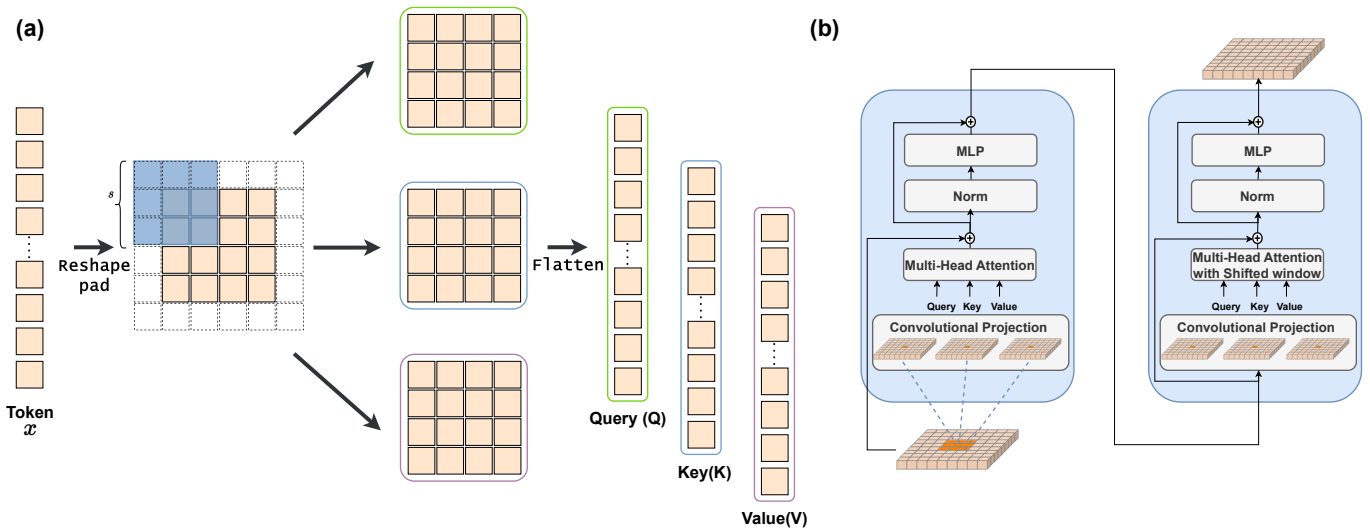 (a)
s
Reshape
pad
Token
x
Flatten
Query (Q)
Key(K)
Value(V)
(b)
MLP
Norm
Multi-Head Attention
Query Key Value
Convolutional Projection
MLP
Norm
Multi-Head Attention
with Shifted window
Query Key Value
Convolutional Projection